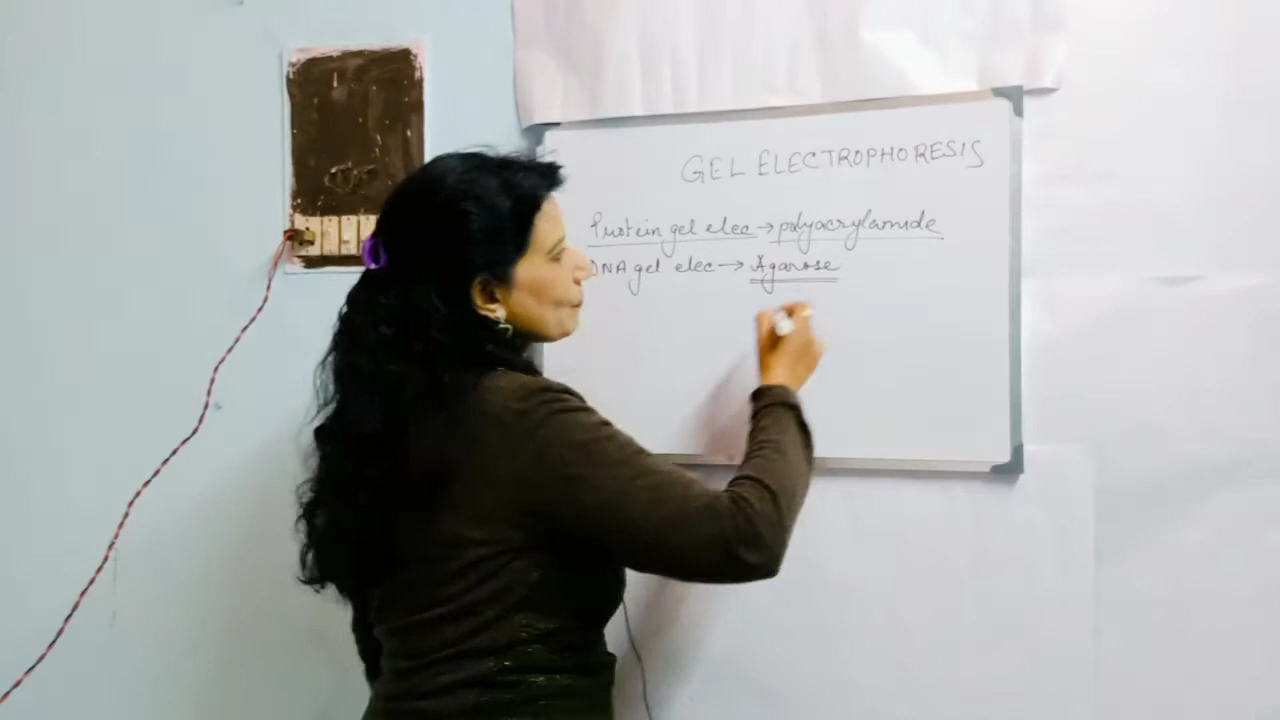 GEL ELECTROPHORESIS
Protein gel elec → polyacrylamide
DNA gel elec → Agarose